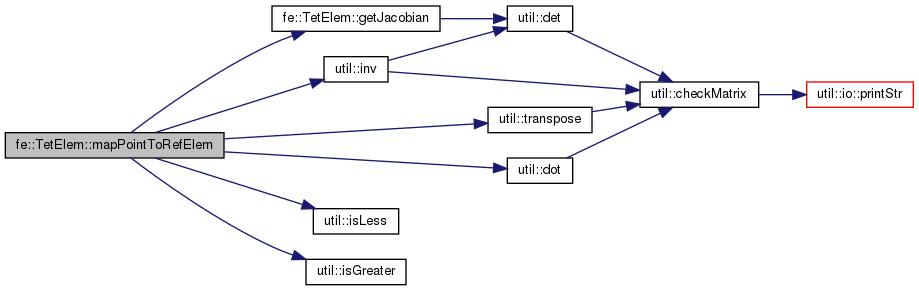 fe::TetElem::getJacobian
util::det
util::inv
util::checkMatrix
util::io::printStr
util::transpose
fe::TetElem::mapPointToRefElem
util::dot
util::isLess
util::isGreater